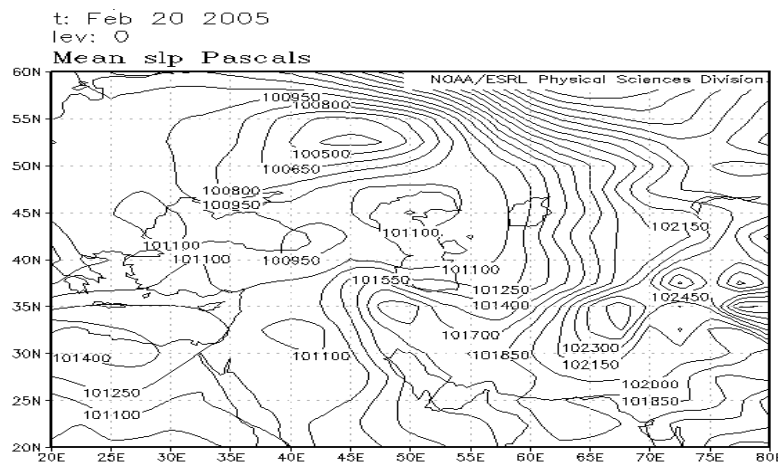 t: Feb 20 2005
lev: 0
Mean slp Pascals
NOAA/ESRL Physical Sciences Division
60N
100950
100800
55N
100500
50N
100650
100800
100950
45N
102150
101100
101100
101100 100950
40N
101100
101550
101250
102450
101400
35N
101700
102300
101400 101100 101850
30N
102150
102000
101250
101850
25N
101100
20N
20E 25E 30E 35E 40E 45E 50E 55E 60E 65E 70E 75E 80E